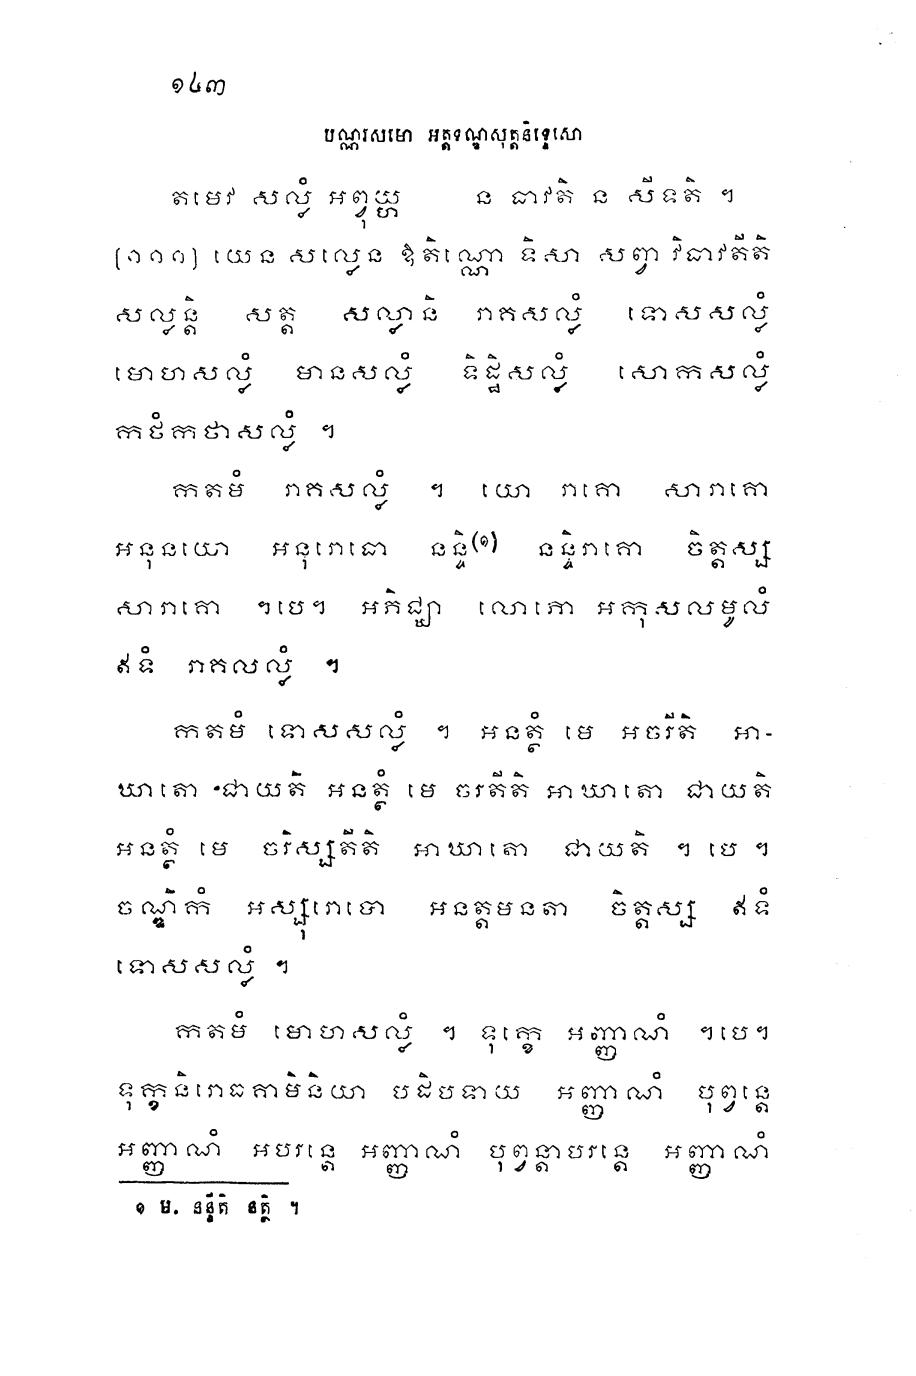 ១៤៣
បណ្ណរសមោ អត្តទណ្ឌសុត្តនិទ្ទេសោ
តមេវ សល្លំ អព្វុយ្ហ ន ធាវតិ ន សីទតិ ។
(១០០) យេន សល្លេន ឱតិណ្ណោ ទិសា សព្វា វិធាវតីតិ
សល្លន្តិ សត្ត សល្លានិ រាគសល្លំ ទោសសល្លំ
មោហសល្លំ មានសល្លំ ទិដ្ឋិសល្លំ សោកសល្លំ
កថំកថាសល្លំ ។
កតមំ រាគសល្លំ ។ យោ រាគោ សារាគោ
អនុនយោ អនុរោធោ នន្ទិ(១) នន្ទិរាគោ ចិត្តស្ស
សារាគោ ។បេ។ អភិជ្ឈា លោភោ អកុសលមូលំ
ឥទំ រាគលល្លំ ។
កតមំ ទោសសល្លំ ។ អនត្ថំ មេ អចរីតិ អា-
ឃាតោ ជាយតិ អនត្ថំ មេ ចរតីតិ អាឃាតោ ជាយតិ
អនត្ថំ មេ ចរិស្សតីតិ អាឃាតោ ជាយតិ ។ បេ ។
ចណ្ឌិកំ អស្សុរោបោ អនត្តមនតា ចិត្តស្ស ឥទំ
ទោសសល្លំ ។
កតមំ មោហសល្លំ ។ ទុក្ខេ អញ្ញាណំ ។បេ។
ទុក្ខនិរោធគាមិនិយា បដិបទាយ អញ្ញាណំ បុព្វន្តេ
អញ្ញាណំ អបរន្តេ អញ្ញាណំ បុព្វន្តាបរន្តេ អញ្ញាណំ
១ ម. នន្ទីតិ នត្ថិ ។